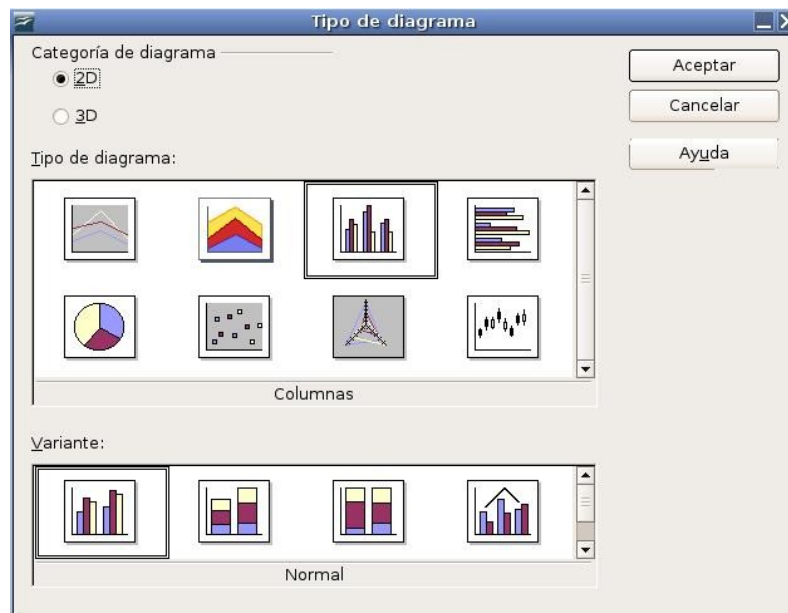 Tipo de diagrama
Categoría de diagrama
2D
3D
Aceptar
Cancelar
Ayuda
Tipo de diagrama:
Columnas
Variante:
Normal